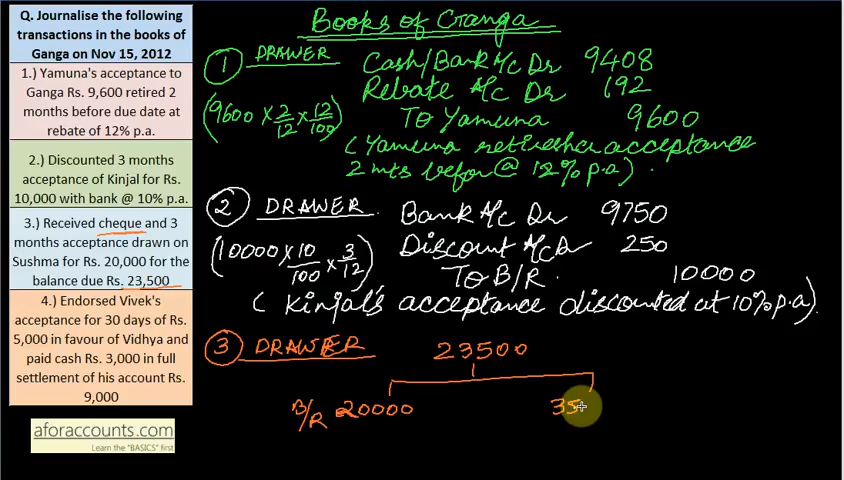 Q. Journalise the following
transactions in the books of
Ganga on Nov 15, 2012
1.) Yamuna's acceptance to
Ganga Rs. 9,600 retired 2
months before due date at
rebate of 12% p.a.
2.) Discounted 3 months
acceptance of Kinjal for Rs.
10,000 with bank @ 10% p.a.
3.) Received cheque and 3
months acceptance drawn on
Sushma for Rs. 20,000 for the
balance due Rs. 23,500
4.) Endorsed Vivek's
acceptance for 30 days of Rs.
5,000 in favour of Vidhya and
paid cash Rs. 3,000 in full
settlement of his account Rs.
9,000
aforaccounts.com
Learn the "BASICS" first
Books of Ganga
1 DRAWER Cash/Bank A/c Dr 9408
Rebate A/c Dr 192
(9600 × 2/12 × 12/100) To Yamuna 9600
(Yamuna retires her acceptance
2 mts befor @ 12% p.a).
2 DRAWER. Bank A/c Dr 9750
(10000 × 10/100 × 3/12) Discount A/c Dr 250
To B/R. 10000
(Kinjal's acceptance discounted at 10% p.a).
3 DRAWER 23500
B/R 20000 35